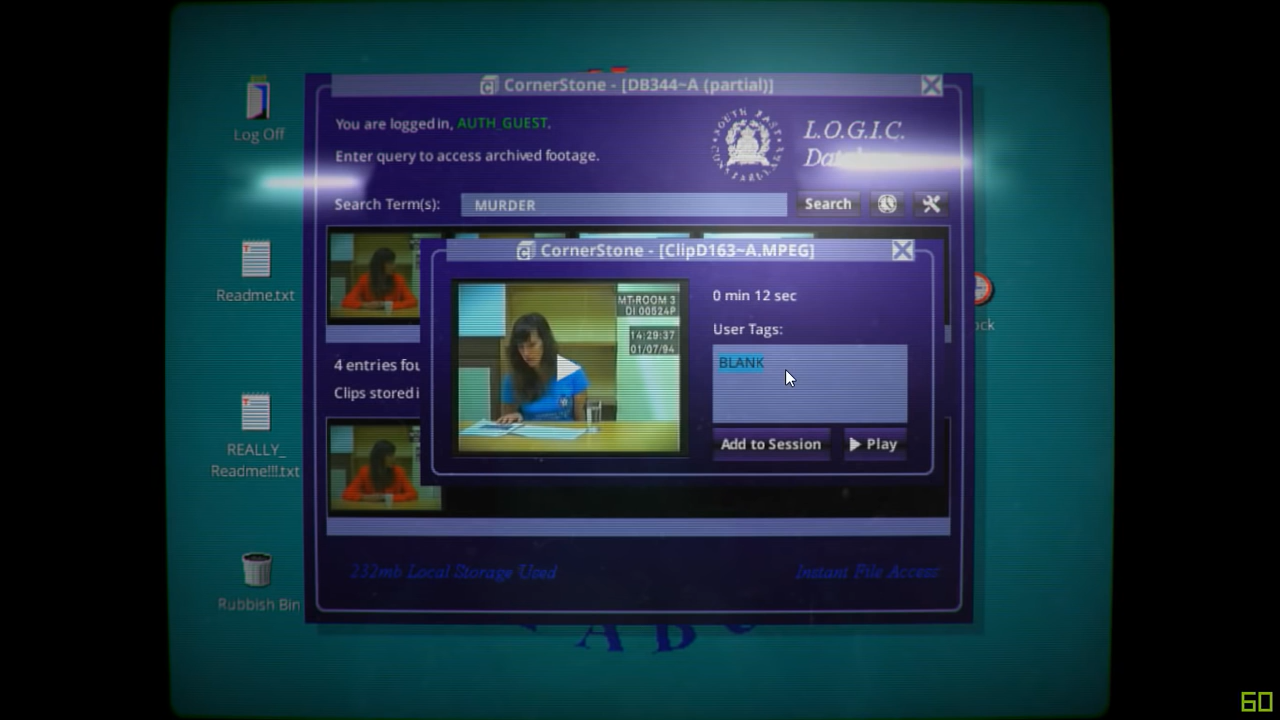 CornerStone - [DB344~A (partial)]
You are logged in, AUTH_GUEST.
Enter query to access archived footage.
L.O.G.I.C.
Log Off
Search Term(s):
MURDER
Search
CornerStone - [ClipD163~A.MPEG]
MT-ROOM 3
DI 00524P
14:29:37
01/07/94
0 min 12 sec
User Tags:
BLANK
Add to Session
Play
Readme.txt
4 entries fou
Clips stored i
REALLY_
Readme!!!.txt
ock
232mb Local Storage Used
Instant File Access
Rubbish Bin
60